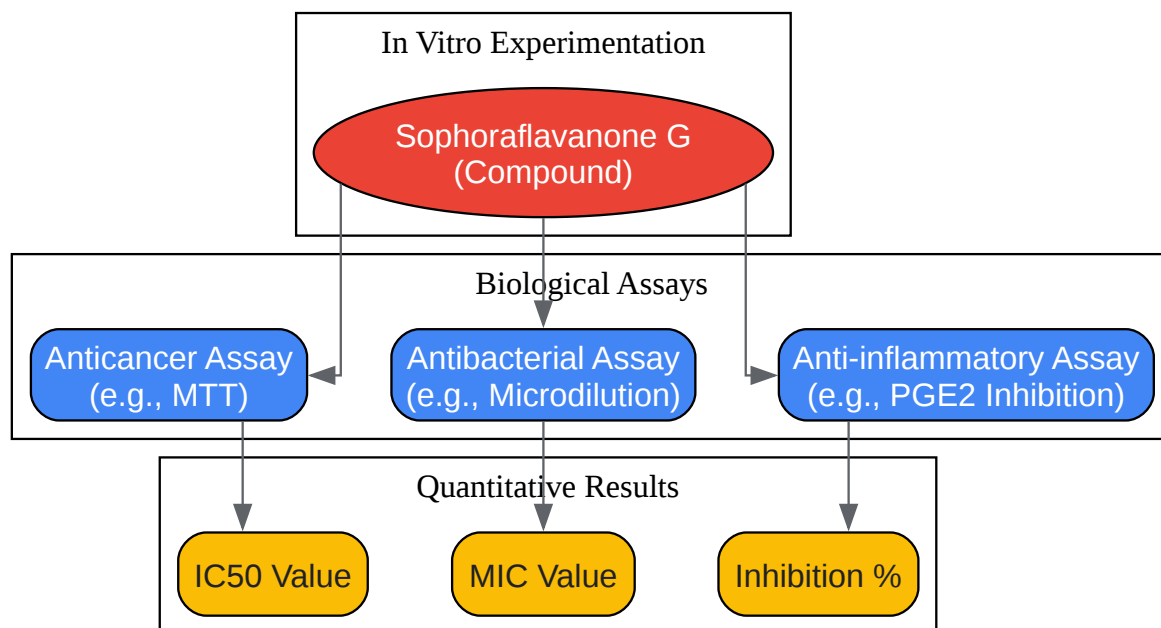 In Vitro Experimentation
Sophoraflavanone G
(Compound)
Biological Assays
Anticancer Assay
(e.g., MTT)
Antibacterial Assay
(e.g., Microdilution)
Anti-inflammatory Assay
(e.g., PGE2 Inhibition)
Quantitative Results
IC50 Value
MIC Value
Inhibition %